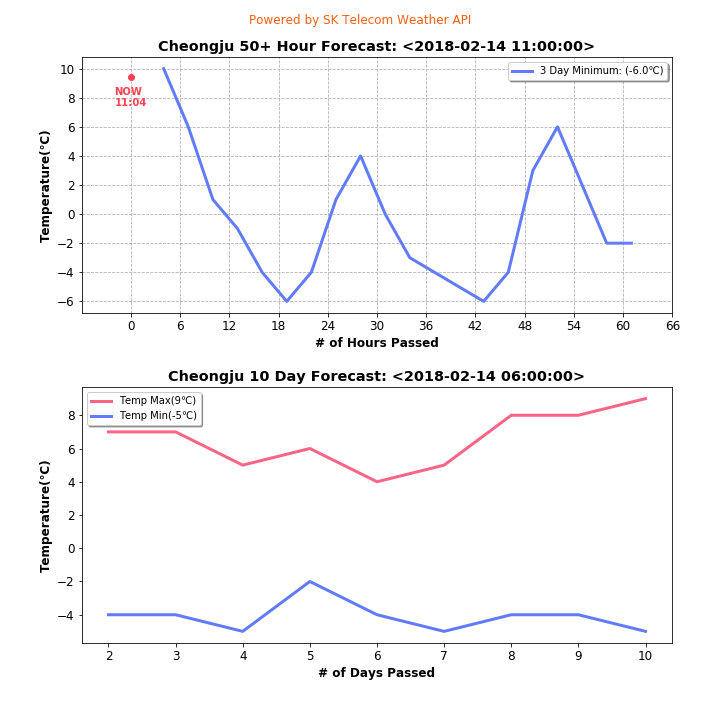 Powered by SK Telecom Weather API
Cheongju 50+ Hour Forecast: <2018-02-14 11:00:00>
3 Day Minimum: (-6.0℃)
NOW
11:04
Temperature(℃)
10
8
6
4
2
0
−2
−4
−6
0 6 12 18 24 30 36 42 48 54 60 66
# of Hours Passed
Cheongju 10 Day Forecast: <2018-02-14 06:00:00>
Temp Max(9℃)
Temp Min(-5℃)
Temperature(℃)
8
6
4
2
0
−2
−4
2 3 4 5 6 7 8 9 10
# of Days Passed